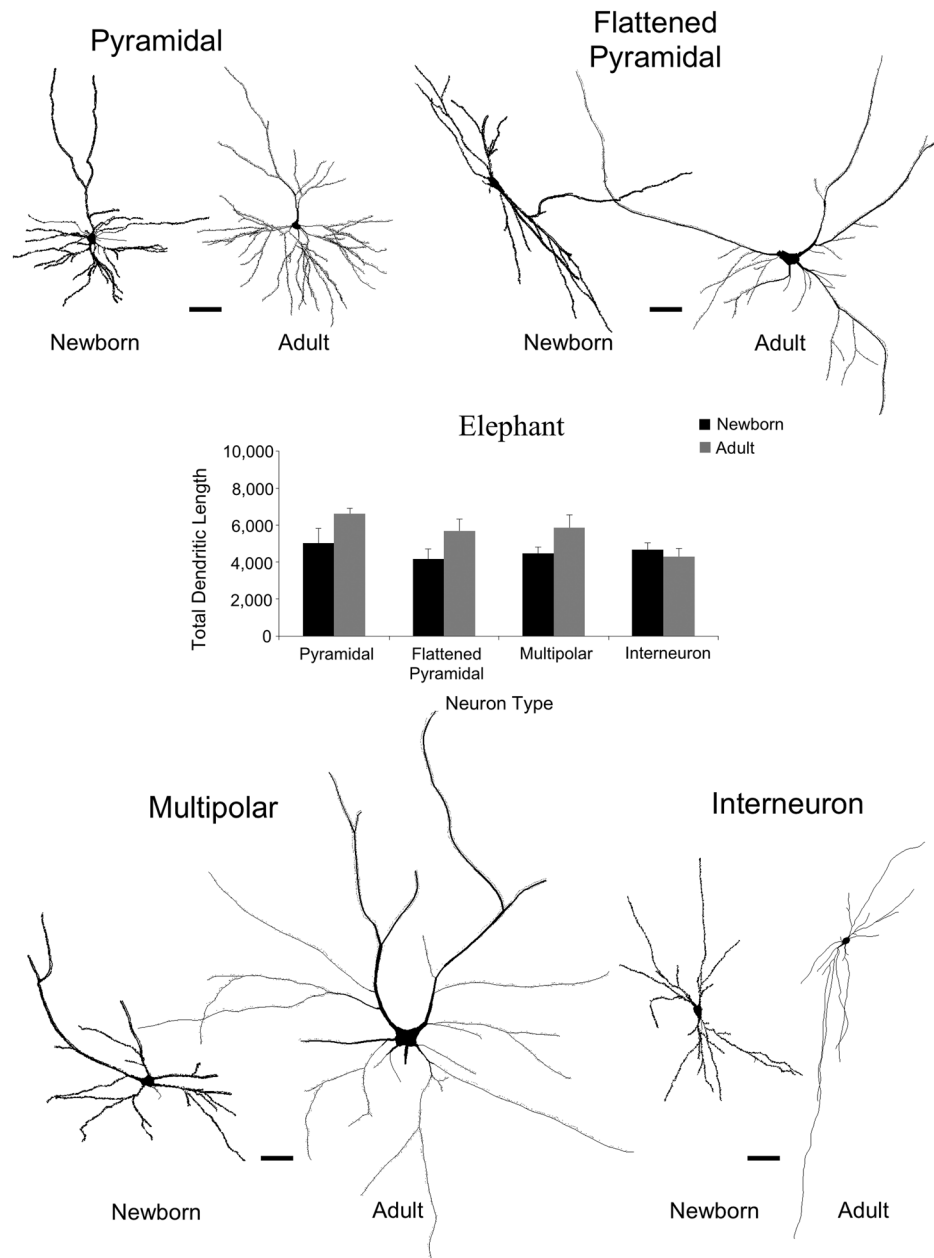 Pyramidal
Flattened
Pyramidal
Newborn
Adult
Newborn
Adult
Elephant
Newborn
Adult
Total Dendritic Length
10,000
8,000
6,000
4,000
2,000
0
Pyramidal
Flattened
Pyramidal
Multipolar
Interneuron
Neuron Type
Multipolar
Interneuron
Newborn
Adult
Newborn
Adult